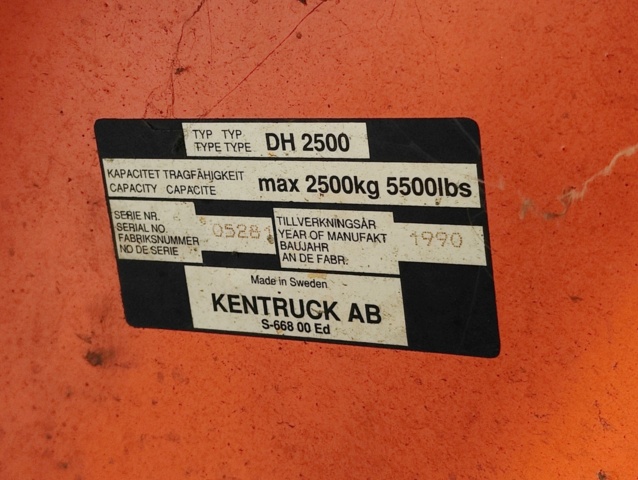 TYP TYP
TYPE TYPE
DH 2500
KAPACITET TRAGFÄHIGKEIT
CAPACITY CAPACITE
max 2500kg 5500lbs
SERIE NR.
SERIAL NO.
FABRIKSNUMMER
NO DE SERIE
05281
TILLVERKNINGSÅR
YEAR OF MANUFAKT
BAUJAHR
AN DE FABR.
1990
Made in Sweden
KENTRUCK AB
S-668 00 Ed